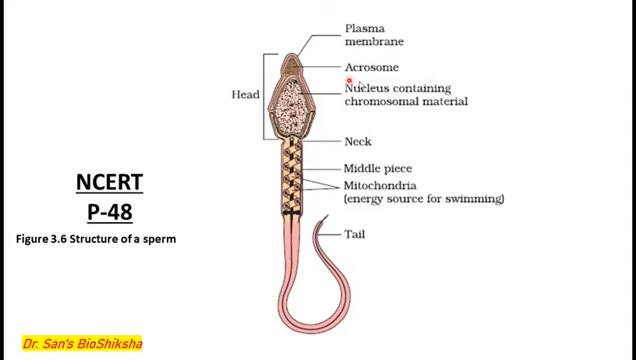 Plasma
membrane
Acrosome
Nucleus containing
chromosomal material
Head
Neck
Middle piece
Mitochondria
(energy source for swimming)
Tail
NCERT
P-48
Figure 3.6 Structure of a sperm
Dr. San's BioShiksha